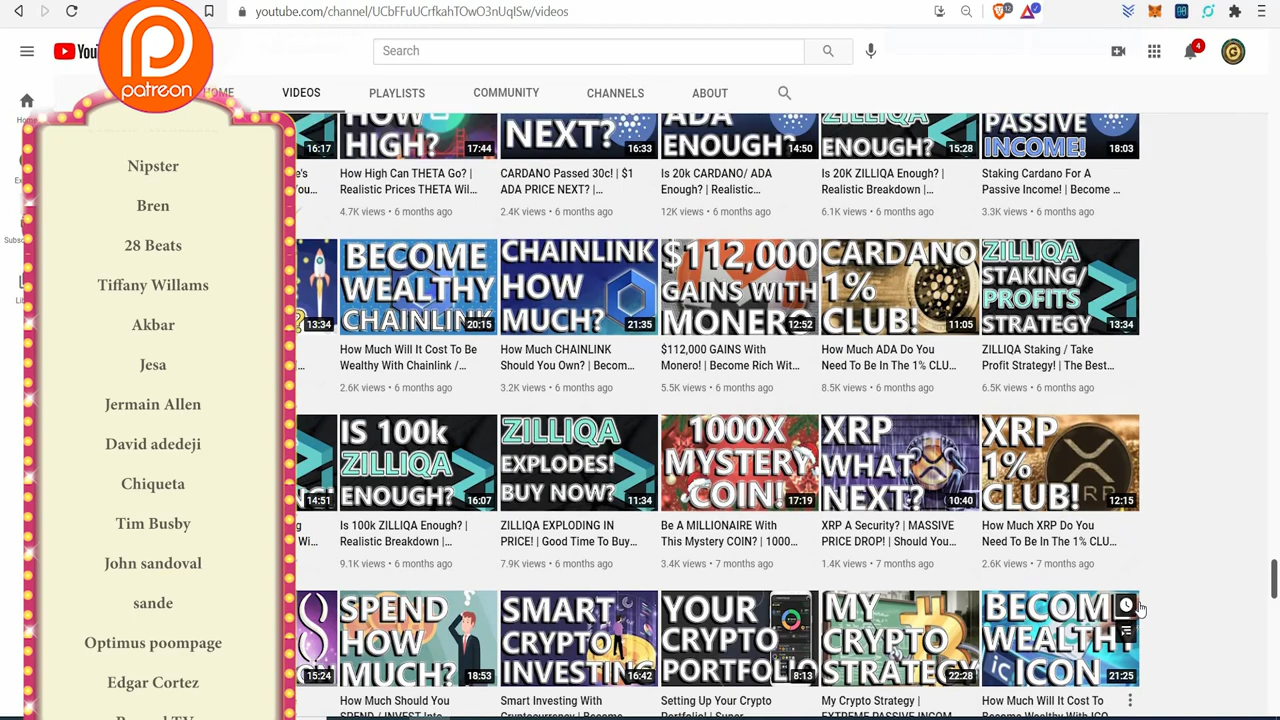 youtube.com/channel/UCbFFuUCrfkahTOwO3nUqISw/videos
12
patreon
Search
4
VIDEOS
PLAYLISTS
COMMUNITY
CHANNELS
ABOUT
Nipster
Bren
28 Beats
Tiffany Willams
Akbar
Jesa
Jermain Allen
David adedeji
Chiqueta
Tim Busby
John sandoval
sande
Optimus poompage
Edgar Cortez
16:17
HIGH?
17:44
How High Can THETA Go? |
Realistic Prices THETA Wil...
4.7K views • 6 months ago
NEXT?
16:33
CARDANO Passed 30c! | $1
ADA PRICE NEXT? |...
2.4K views • 6 months ago
ENOUGH?
14:50
Is 20k CARDANO/ ADA
Enough? | Realistic...
12K views • 6 months ago
ZILLIQA
ENOUGH?
15:28
Is 20K ZILLIQA Enough? |
Realistic Breakdown |...
6.1K views • 6 months ago
PASSIVE
INCOME!
18:03
Staking Cardano For A
Passive Income! | Become ...
3.3K views • 6 months ago
13:34
BECOME
WEALTHY
CHAINLINK
20:15
How Much Will It Cost To Be
Wealthy With Chainlink /...
2.6K views • 6 months ago
CHAINLINK
HOW
MUCH?
21:35
How Much CHAINLINK
Should You Own? | Becom...
3.2K views • 6 months ago
$112,000
GAINS WITH
MONERO!
12:52
$112,000 GAINS With
Monero! | Become Rich Wit...
5.5K views • 6 months ago
CARDANO
1%
CLUB!
11:05
How Much ADA Do You
Need To Be In The 1% CLU...
8.5K views • 6 months ago
ZILLIQA
STAKING/
PROFITS
STRATEGY
13:34
ZILLIQA Staking / Take
Profit Strategy! | The Best...
6.5K views • 6 months ago
14:51
IS 100k
ZILLIQA
ENOUGH?
16:07
Is 100k ZILLIQA Enough? |
Realistic Breakdown |...
9.1K views • 6 months ago
ZILLIQA
EXPLODES!
BUY NOW?
11:34
ZILLIQA EXPLODING IN
PRICE! | Good Time To Buy...
7.9K views • 6 months ago
1000X
MYSTERY
COIN!
17:19
Be A MILLIONAIRE With
This Mystery COIN? | 1000...
3.4K views • 7 months ago
XRP
WHAT
NEXT?
10:40
XRP A Security? | MASSIVE
PRICE DROP! | Should You...
1.4K views • 7 months ago
XRP
1%
CLUB!
12:15
How Much XRP Do You
Need To Be In The 1% CLU...
2.6K views • 7 months ago
15:24
SPEND
HOW
MUCH?
18:53
How Much Should You
SMART
CRYPTO
INVESTING
16:42
Smart Investing With
YOUR
CRYPTO
PORTFOLIO
8:13
Setting Up Your Crypto
MY
CRYPTO
STRATEGY
22:28
My Crypto Strategy |
BECOM
WEALTH
ICON
21:25
How Much Will It Cost To